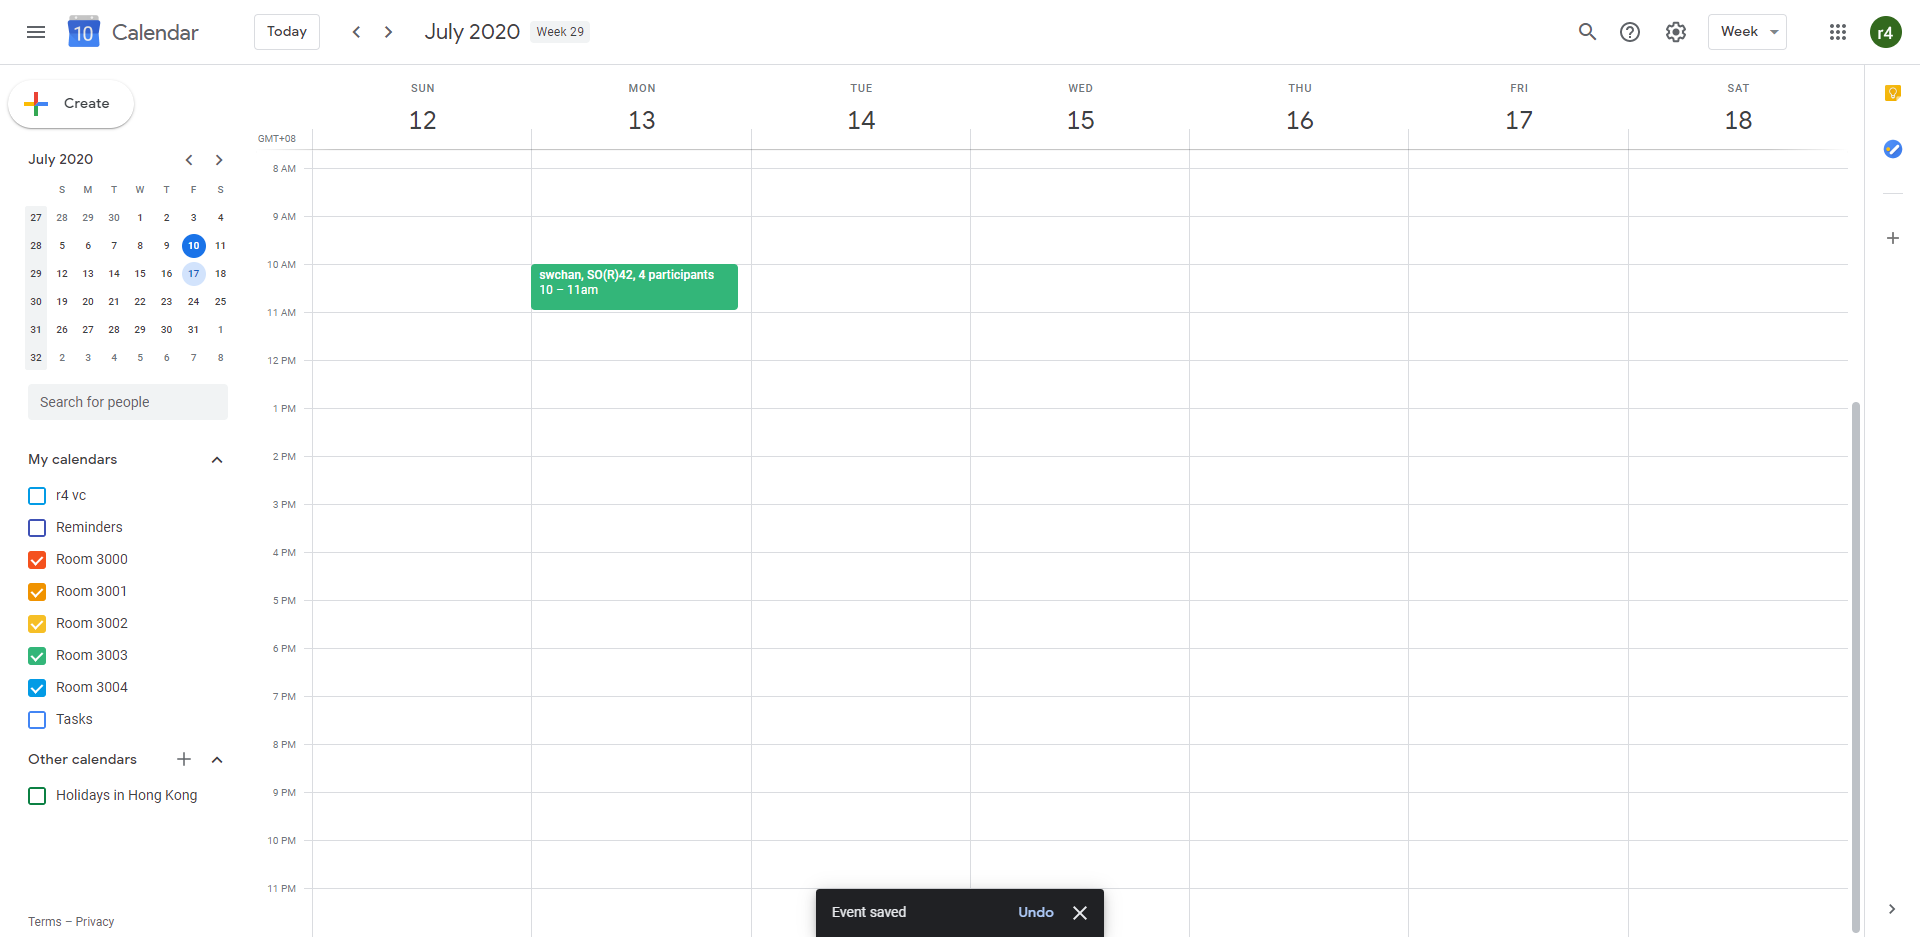 10 Calendar Today July 2020 Week 29 Week r4
Create
July 2020
S M T W T F S
27 28 29 30 1 2 3 4
28 5 6 7 8 9 10 11
29 12 13 14 15 16 17 18
30 19 20 21 22 23 24 25
31 26 27 28 29 30 31 1
32 2 3 4 5 6 7 8
Search for people
My calendars
r4 vc
Reminders
Room 3000
Room 3001
Room 3002
Room 3003
Room 3004
Tasks
Other calendars
Holidays in Hong Kong
Terms – Privacy
SUN MON TUE WED THU FRI SAT
12 13 14 15 16 17 18
GMT+08
8 AM
9 AM
10 AM
swchan, SO(R)42, 4 participants
10 – 11am
11 AM
12 PM
1 PM
2 PM
3 PM
4 PM
5 PM
6 PM
7 PM
8 PM
9 PM
10 PM
11 PM
Event saved Undo